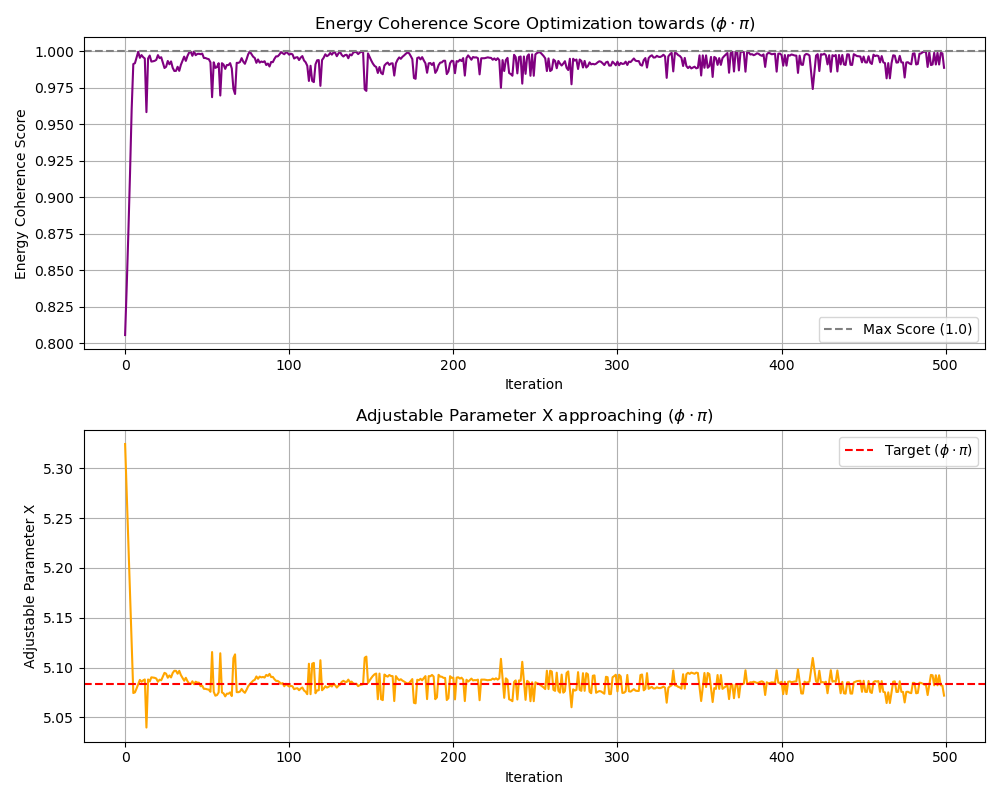 Energy Coherence Score Optimization towards (ϕ · π)
Energy Coherence Score
1.000
0.975
0.950
0.925
0.900
0.875
0.850
0.825
0.800
Max Score (1.0)
0 100 200 300 400 500
Iteration
Adjustable Parameter X approaching (ϕ · π)
Adjustable Parameter X
5.30
5.25
5.20
5.15
5.10
5.05
Target (ϕ · π)
0 100 200 300 400 500
Iteration